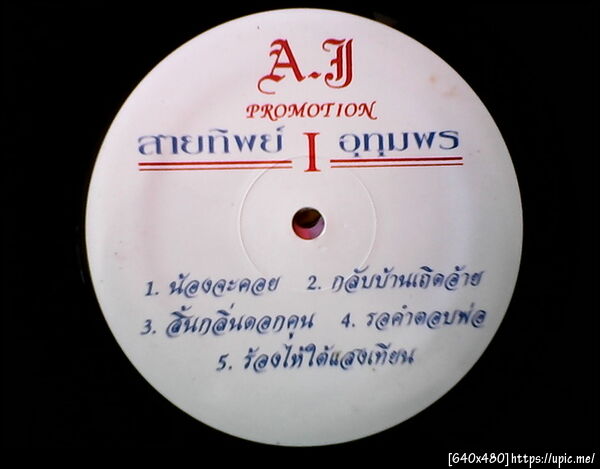 A.J
PROMOTION
สายทิพย์ I อุทุมพร
1. น้องจะคอย 2. กลับบ้านเถิดอ้าย
3. สิ้นกลิ่นดอกคูน 4. รอคำตอบพ่อ
5. ร้องไห้ใต้แสงเทียน
[640x480]https://upic.me/